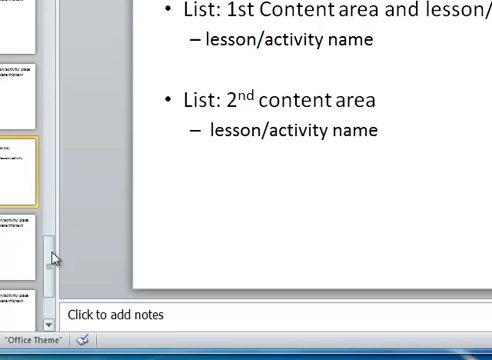 • List: 1st Content area and lesson/
– lesson/activity name
• List: 2nd content area
– lesson/activity name
Click to add notes
"Office Theme"